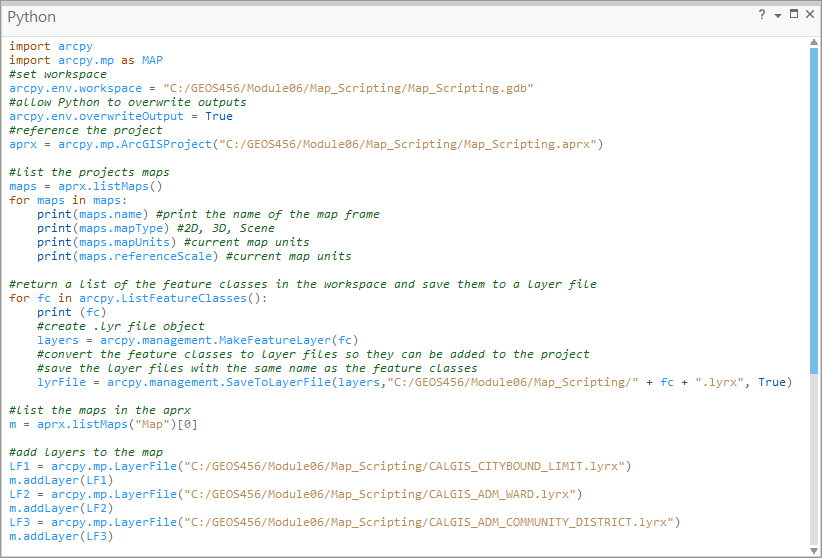 Python
?
import arcpy
import arcpy.mp as MAP
#set workspace
arcpy.env.workspace = "C:/GEOS456/Module06/Map_Scripting/Map_Scripting.gdb"
#allow Python to overwrite outputs
arcpy.env.overwriteOutput = True
#reference the project
aprx = arcpy.mp.ArcGISProject("C:/GEOS456/Module06/Map_Scripting/Map_Scripting.aprx")
#list the projects maps
maps = aprx.listMaps()
for maps in maps:
    print(maps.name) #print the name of the map frame
    print(maps.mapType) #2D, 3D, Scene
    print(maps.mapUnits) #current map units
    print(maps.referenceScale) #current map units
#return a list of the feature classes in the workspace and save them to a layer file
for fc in arcpy.ListFeatureClasses():
    print (fc)
    #create .lyr file object
    layers = arcpy.management.MakeFeatureLayer(fc)
    #convert the feature classes to layer files so they can be added to the project
    #save the layer files with the same name as the feature classes
    lyrFile = arcpy.management.SaveToLayerFile(layers,"C:/GEOS456/Module06/Map_Scripting/" + fc + ".lyrx", True)
#list the maps in the aprx
m = aprx.listMaps("Map")[0]
#add layers to the map
LF1 = arcpy.mp.LayerFile("C:/GEOS456/Module06/Map_Scripting/CALGIS_CITYBOUND_LIMIT.lyrx")
m.addLayer(LF1)
LF2 = arcpy.mp.LayerFile("C:/GEOS456/Module06/Map_Scripting/CALGIS_ADM_WARD.lyrx")
m.addLayer(LF2)
LF3 = arcpy.mp.LayerFile("C:/GEOS456/Module06/Map_Scripting/CALGIS_ADM_COMMUNITY_DISTRICT.lyrx")
m.addLayer(LF3)